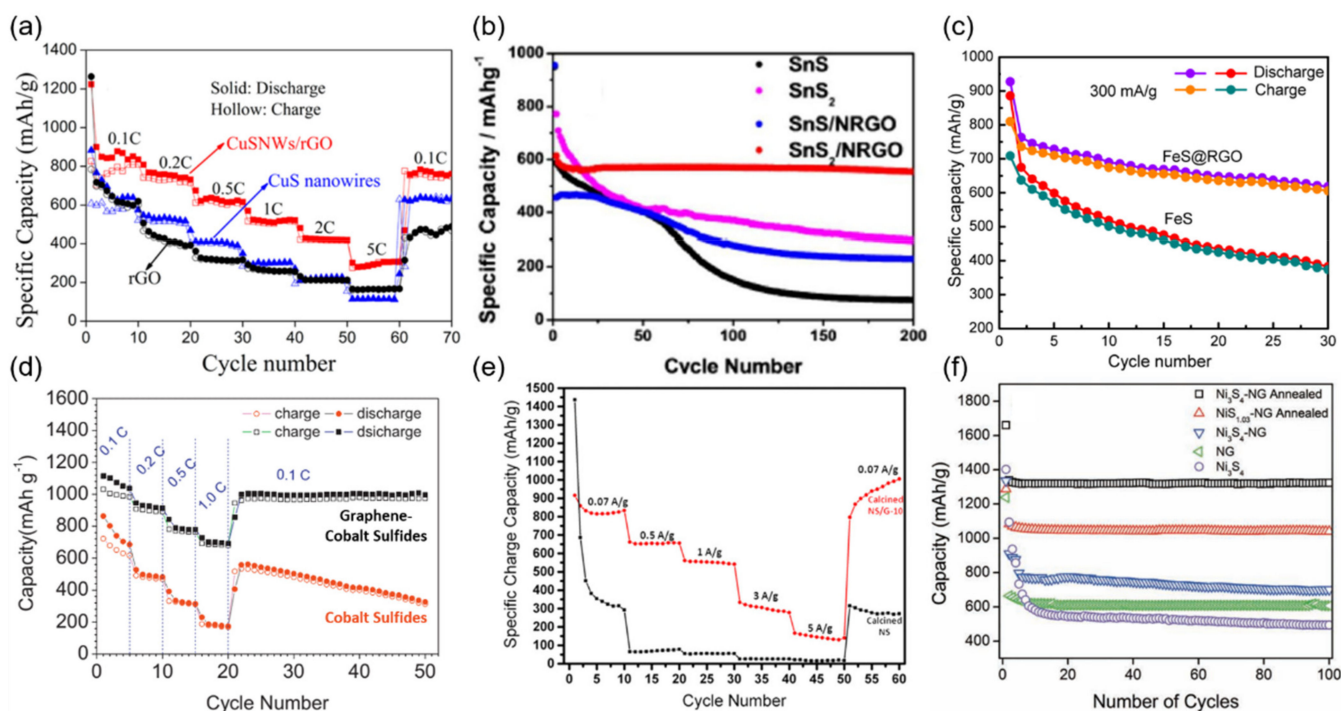 (a)
1400
1200
1000
800
600
400
200
0
Specific Capacity (mAh/g)
Solid: Discharge
Hollow: Charge
0.1C
CuSNWs/rGO
0.2C
0.1C
0.5C
CuS nanowires
1C
2C
5C
rGO
0 10 20 30 40 50 60 70
Cycle number
(b)
1000
800
600
400
200
0
Specific Capacity / mAhg-1
SnS
SnS2
SnS/NRGO
SnS2/NRGO
0 50 100 150 200
Cycle Number
(c)
1000
900
800
700
600
500
400
300
200
Specific Capacity (mAh/g)
Discharge
300 mA/g
Charge
FeS@RGO
FeS
0 5 10 15 20 25 30
Cycle number
(d)
1600
1400
1200
1000
800
600
400
200
0
Capacity(mAh g-1)
charge discharge
charge dsicharge
0.1 C
0.2 C
0.5 C
1.0 C
0.1 C
Graphene-
Cobalt Sulfides
Cobalt Sulfides
0 10 20 30 40 50
Cycle Number
(e)
1500
1400
1300
1200
1100
1000
900
800
700
600
500
400
300
200
100
0
Specific Charge Capacity (mAh/g)
0.07 A/g
0.07 A/g
Calcined
NS/G-10
0.5 A/g
1 A/g
3 A/g
5 A/g
Calcined
NS
0 5 10 15 20 25 30 35 40 45 50 55 60
Cycle Number
(f)
1800
1600
1400
1200
1000
800
600
400
Capacity (mAh/g)
Ni3S4-NG Annealed
NiS1.03-NG Annealed
Ni3S4-NG
NG
Ni3S4
0 20 40 60 80 100
Number of Cycles